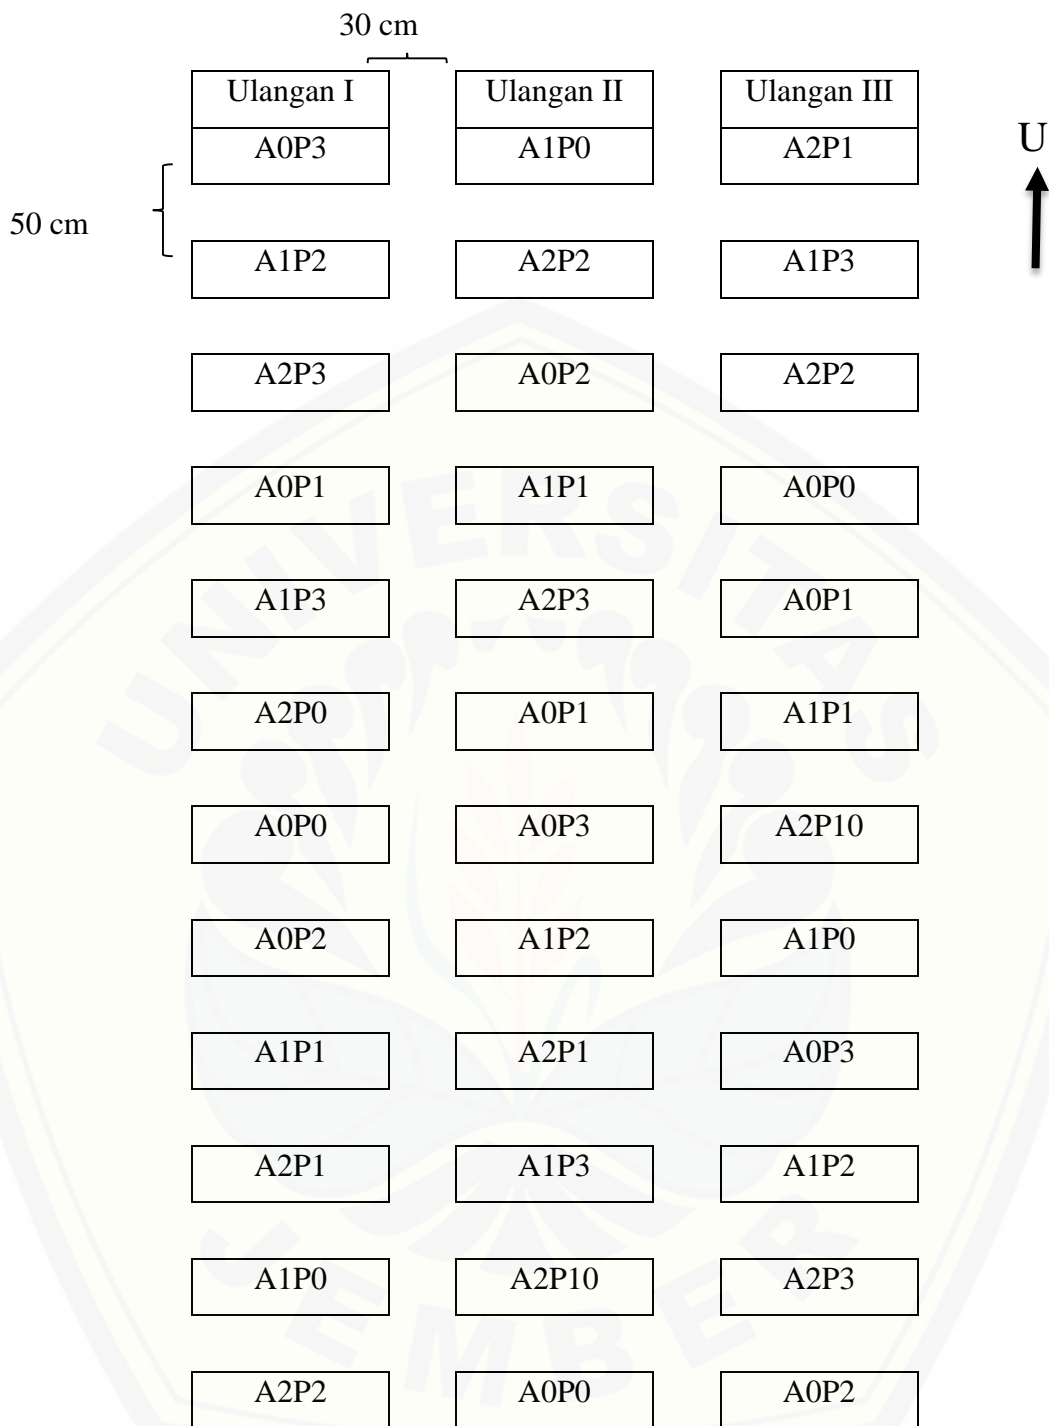 30 cm
Ulangan I Ulangan II Ulangan III
A0P3 A1P0 A2P1 U
50 cm
A1P2 A2P2 A1P3
A2P3 A0P2 A2P2
A0P1 A1P1 A0P0
A1P3 A2P3 A0P1
A2P0 A0P1 A1P1
A0P0 A0P3 A2P10
A0P2 A1P2 A1P0
A1P1 A2P1 A0P3
A2P1 A1P3 A1P2
A1P0 A2P10 A2P3
A2P2 A0P0 A0P2
UNIVERSITAS
JEMBER